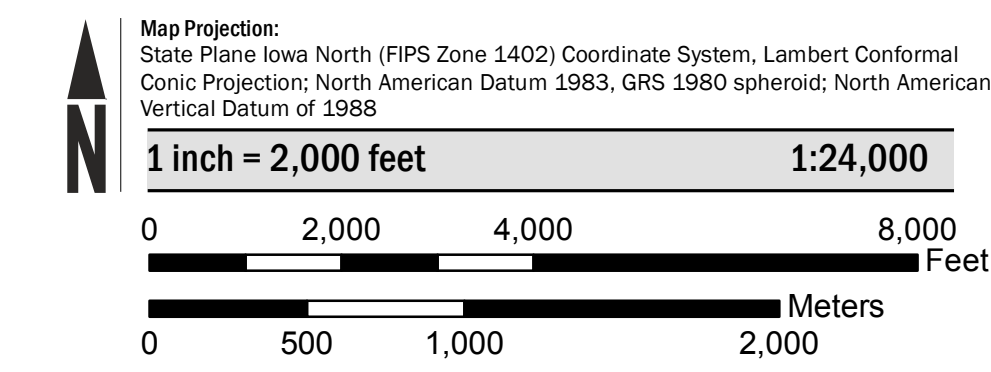 Map Projection:
State Plane Iowa North (FIPS Zone 1402) Coordinate System, Lambert Conformal
Conic Projection; North American Datum 1983, GRS 1980 spheroid; North American
Vertical Datum of 1988
N
1 inch = 2,000 feet 1:24,000
0 2,000 4,000 8,000
Feet
Meters
0 500 1,000 2,000